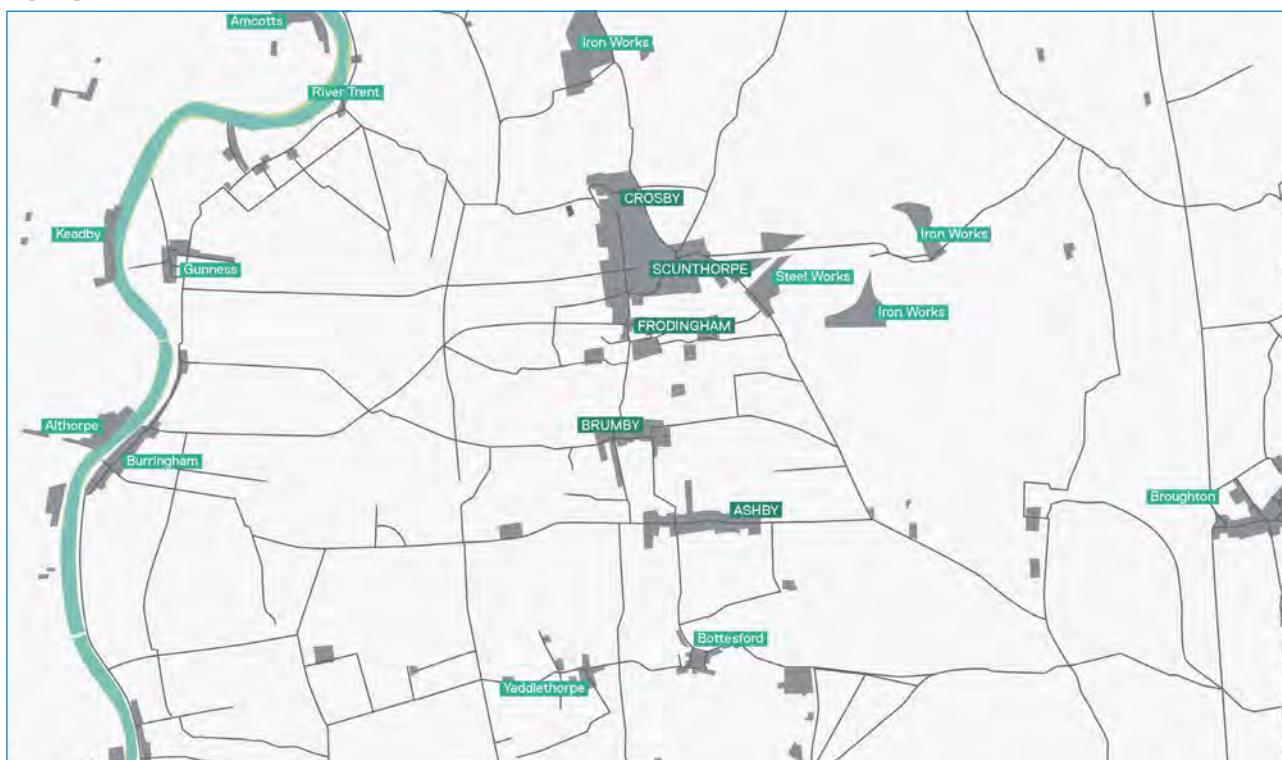 Amcotts
Iron Works
River Trent
CROSBY
Keadby
Iron Works
Gunness
SCUNTHORPE
Steel Works
Iron Works
FRODINGHAM
Althorpe
BRUMBY
Burringham
Broughton
ASHBY
Bottesford
Yaddlethorpe